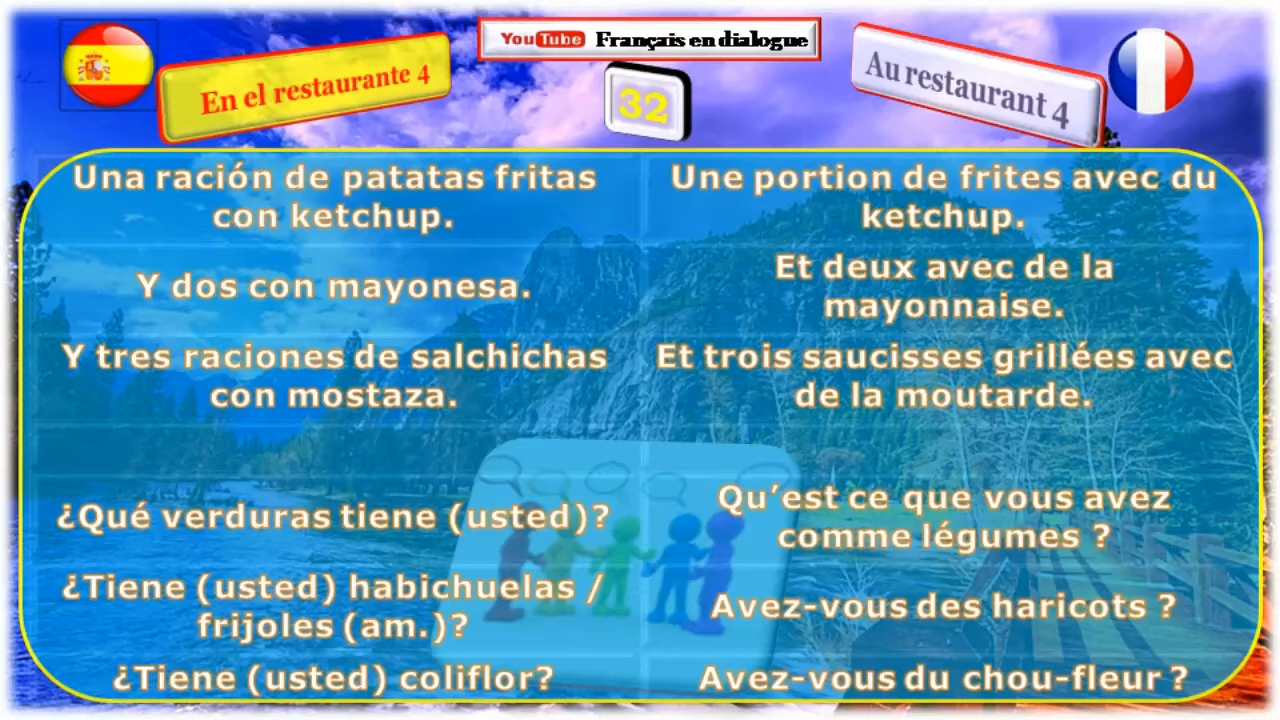 YouTube Français en dialogue
En el restaurante 4
32
Au restaurant 4
Una ración de patatas fritas
con ketchup.
Une portion de frites avec du
ketchup.
Y dos con mayonesa.
Et deux avec de la
mayonnaise.
Y tres raciones de salchichas
con mostaza.
Et trois saucisses grillées avec
de la moutarde.
¿Qué verduras tiene (usted)?
Qu’est ce que vous avez
comme légumes ?
¿Tiene (usted) habichuelas /
frijoles (am.)?
Avez-vous des haricots ?
¿Tiene (usted) coliflor?
Avez-vous du chou-fleur ?